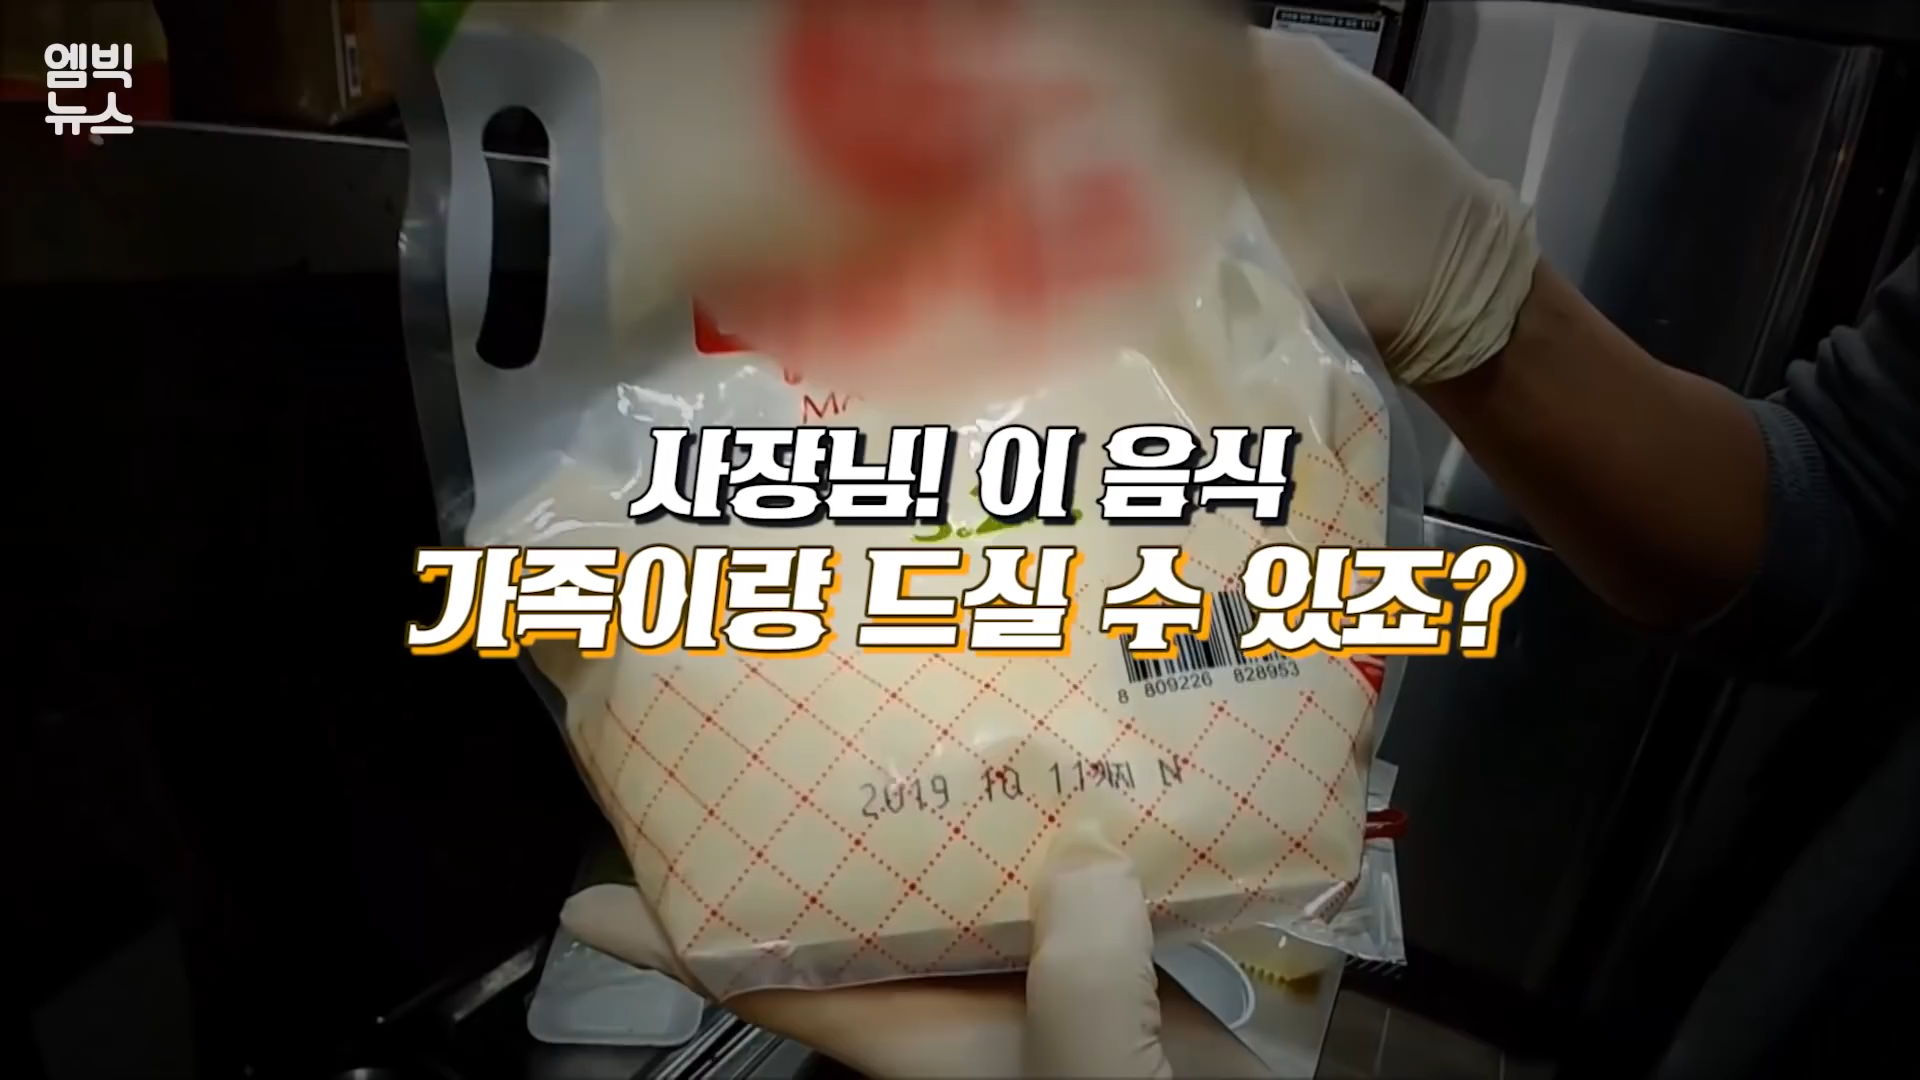 엠빅
뉴스
사장님! 이 음식
가족이랑 드실 수 있죠?
8 809226 828953
2019 10 11까지 N